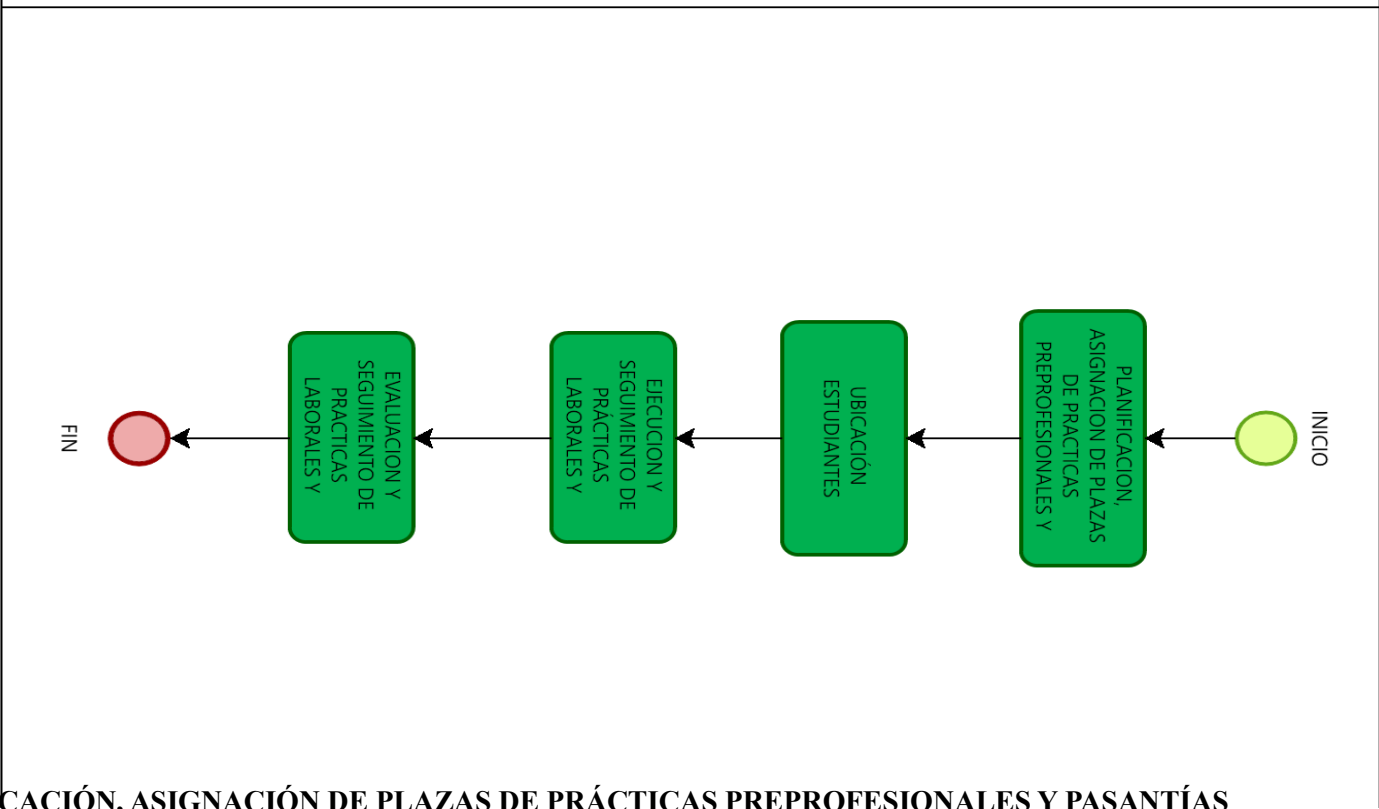 INICIO
PLANIFICACION,
ASIGNACION DE PLAZAS
DE PRACTICAS
PREPROFESIONALES Y
UBICACIÓN
ESTUDIANTES
EJECUCION Y
SEGUIMIENTO DE
PRÁCTICAS
LABORALES Y
EVALUACION Y
SEGUIMIENTO DE
PRACTICAS
LABORALES Y
FIN
CACIÓN, ASIGNACIÓN DE PLAZAS DE PRÁCTICAS PREPROFESIONALES Y PASANTÍAS